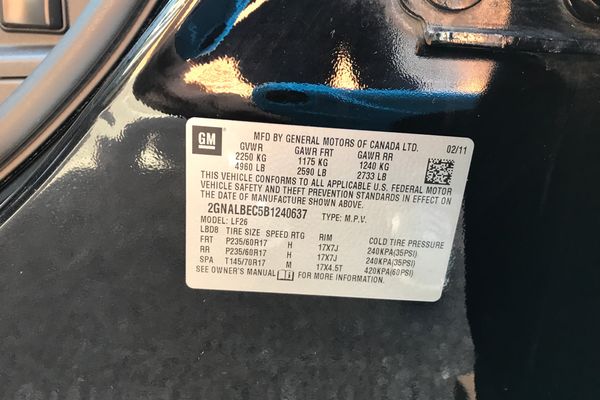 GM
MFD BY GENERAL MOTORS OF CANADA LTD.
GVWR GAWR FRT GAWR RR 02/11
2250 KG 1175 KG 1240 KG
4960 LB 2590 LB 2733 LB
THIS VEHICLE CONFORMS TO ALL APPLICABLE U.S. FEDERAL MOTOR
VEHICLE SAFETY AND THEFT PREVENTION STANDARDS IN EFFECT ON
THE DATE OF MANUFACTURE SHOWN ABOVE.
2GNALBEC5B1240637 TYPE: M.P.V.
MODEL: LF26
LBD8 TIRE SIZE SPEED RTG RIM COLD TIRE PRESSURE
FRT P235/60R17 H 17X7J 240KPA(35PSI)
RR P235/60R17 H 17X7J 240KPA(35PSI)
SPA T145/70R17 M 17X4.5T 420KPA(60PSI)
SEE OWNER'S MANUAL FOR MORE INFORMATION.